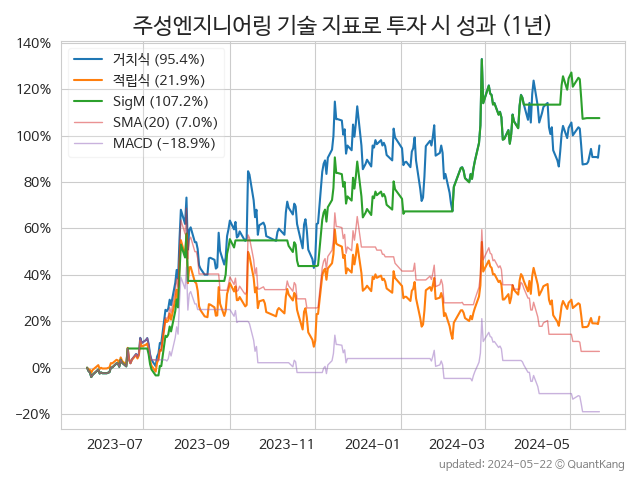 주성엔지니어링 기술 지표로 투자 시 성과 (1년)
140%
120%
100%
80%
60%
40%
20%
0%
−20%
거치식 (95.4%)
적립식 (21.9%)
SigM (107.2%)
SMA(20) (7.0%)
MACD (−18.9%)
2023-07
2023-09
2023-11
2024-01
2024-03
2024-05
updated: 2024-05-22 © QuantKang